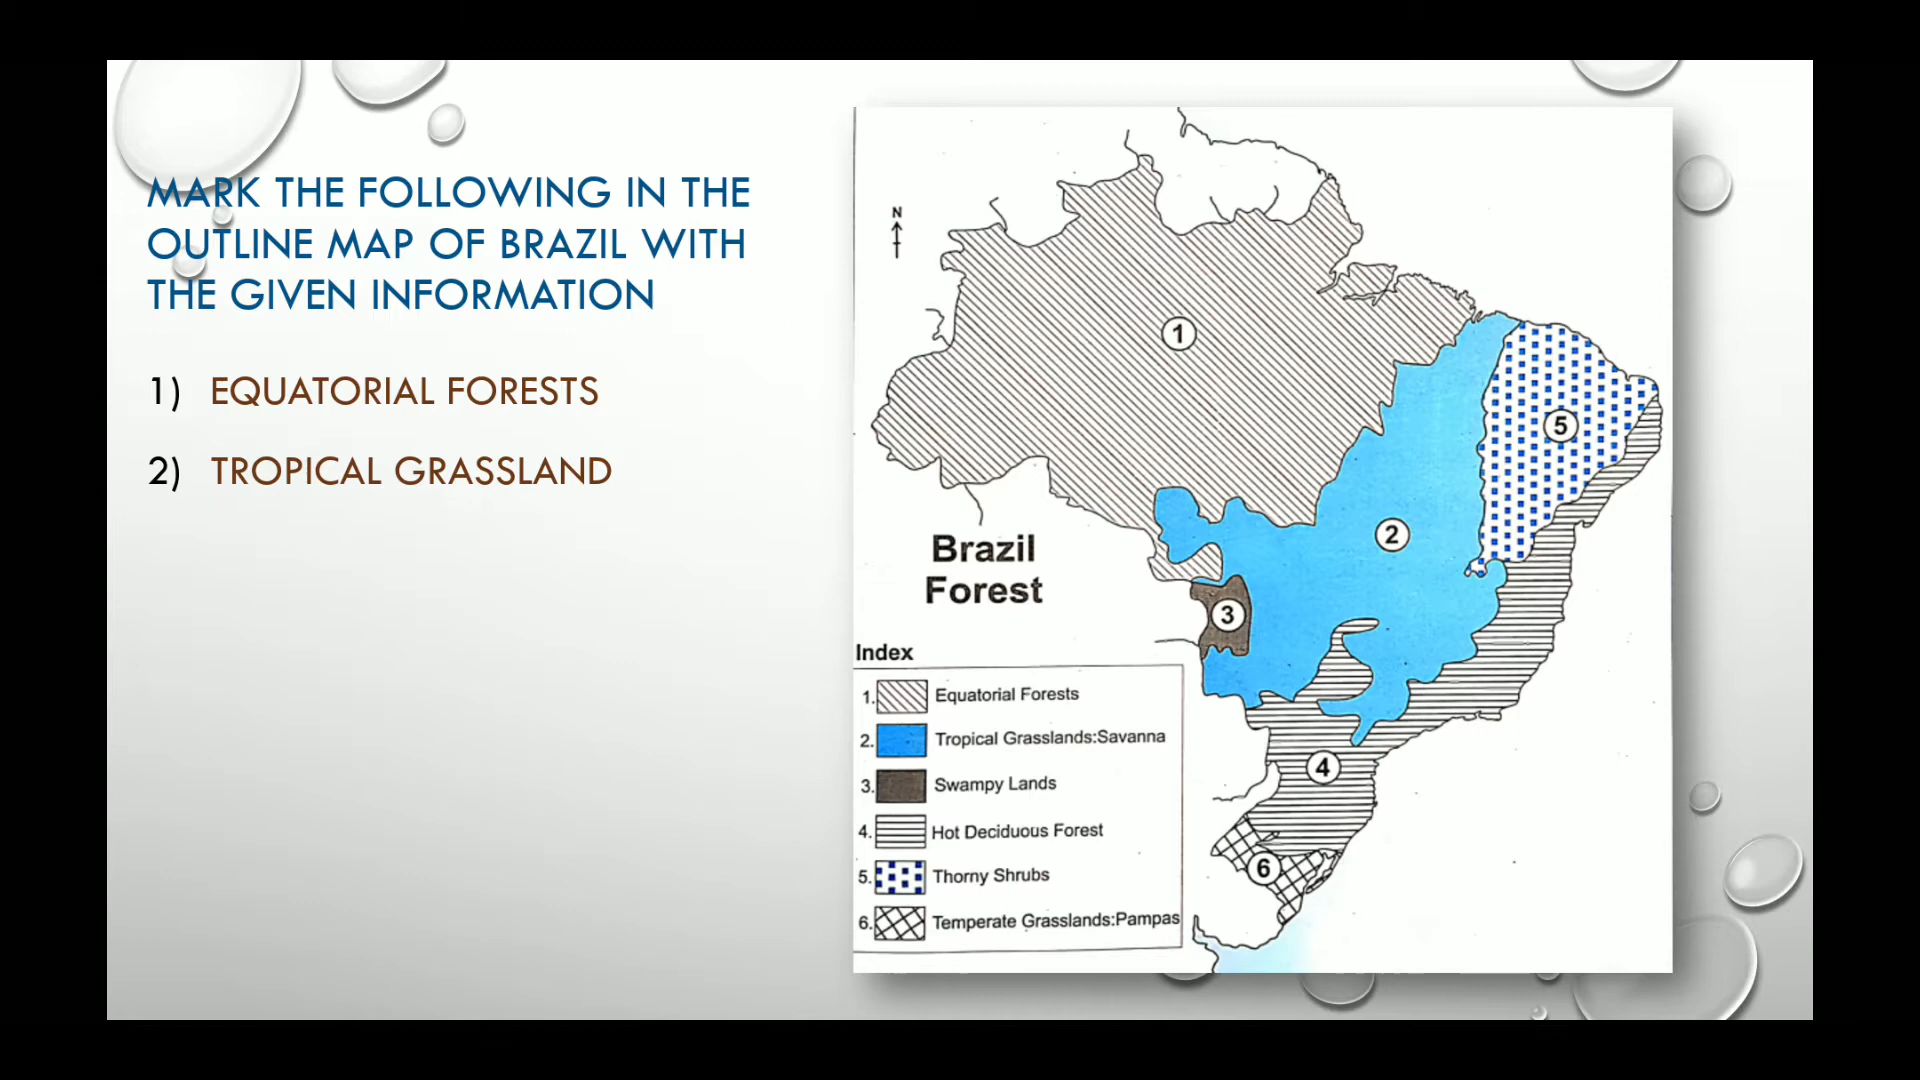 MARK THE FOLLOWING IN THE
OUTLINE MAP OF BRAZIL WITH
THE GIVEN INFORMATION
1) EQUATORIAL FORESTS
2) TROPICAL GRASSLAND
N
1
5
2
Brazil
Forest
3
Index
1. Equatorial Forests
2. Tropical Grasslands:Savanna
3. Swampy Lands
4. Hot Deciduous Forest
5. Thorny Shrubs
6. Temperate Grasslands:Pampas
4
6